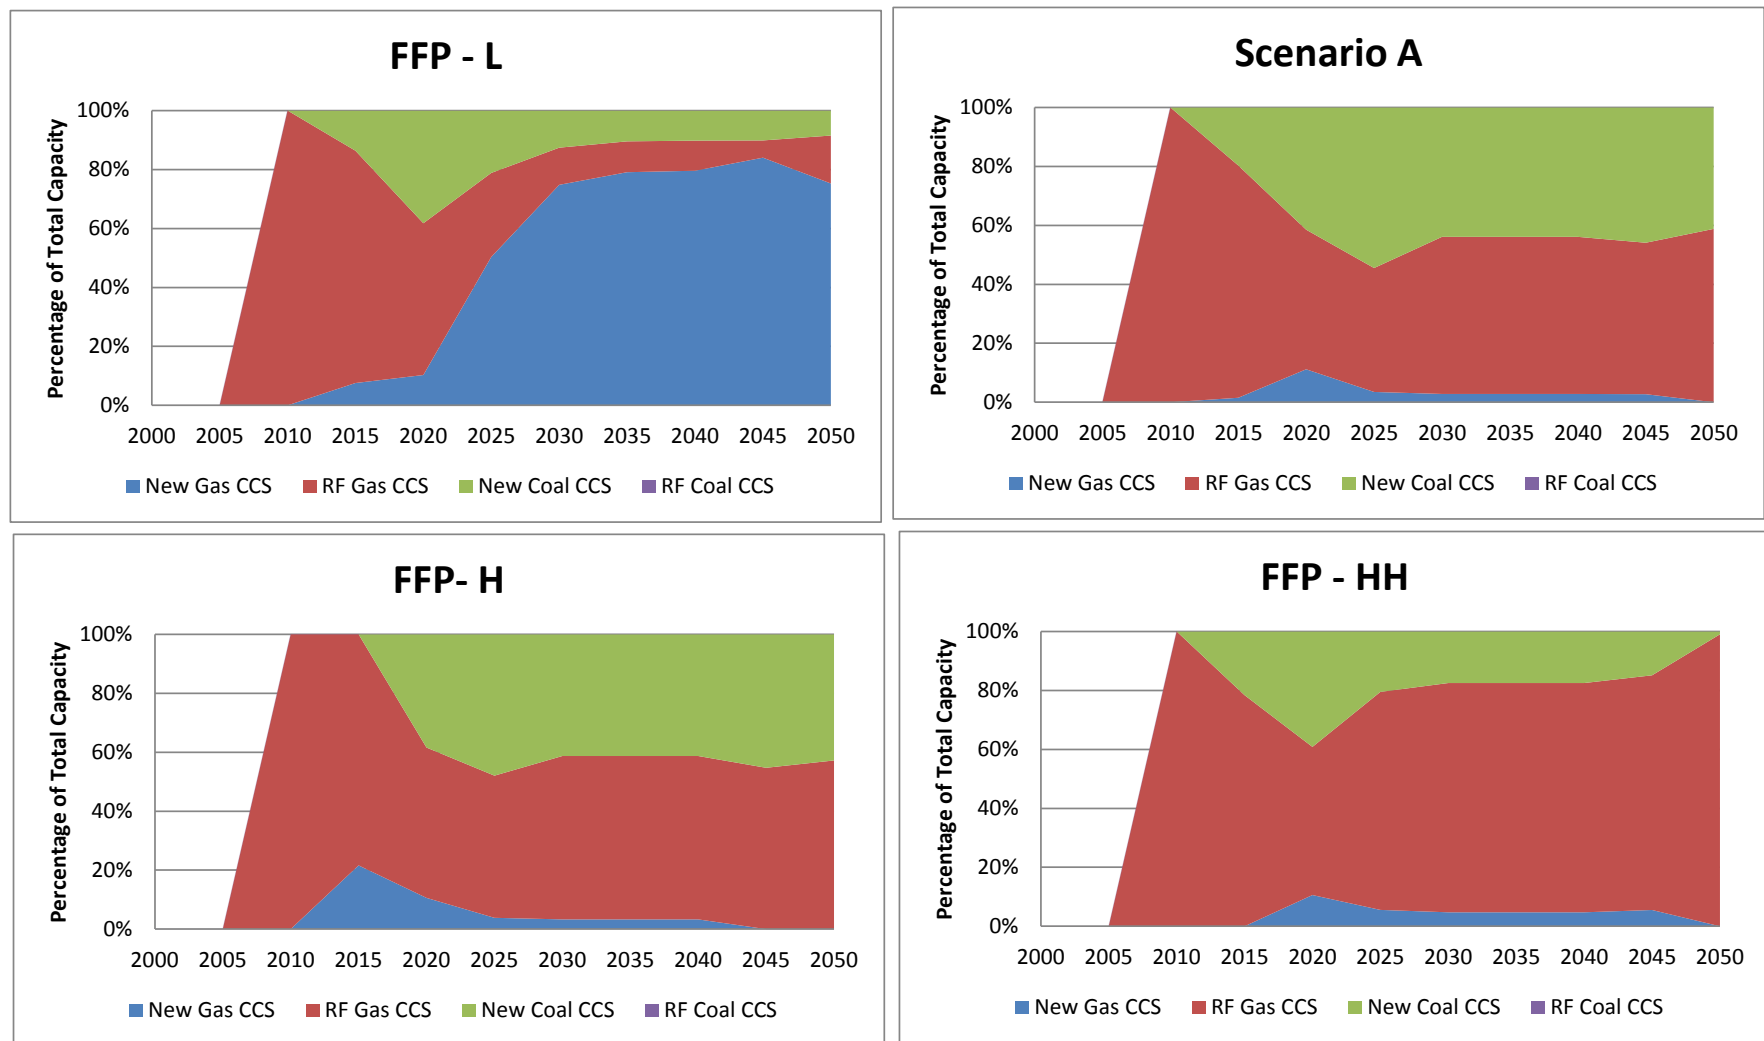 FFP - L
Percentage of Total Capacity
100%
80%
60%
40%
20%
0%
2000 2005 2010 2015 2020 2025 2030 2035 2040 2045 2050
New Gas CCS RF Gas CCS New Coal CCS RF Coal CCS
Scenario A
Percentage of Total Capacity
100%
80%
60%
40%
20%
0%
2000 2005 2010 2015 2020 2025 2030 2035 2040 2045 2050
New Gas CCS RF Gas CCS New Coal CCS RF Coal CCS
FFP- H
Percentage of Total Capacity
100%
80%
60%
40%
20%
0%
2000 2005 2010 2015 2020 2025 2030 2035 2040 2045 2050
New Gas CCS RF Gas CCS New Coal CCS RF Coal CCS
FFP - HH
Percentage of Total Capacity
100%
80%
60%
40%
20%
0%
2000 2005 2010 2015 2020 2025 2030 2035 2040 2045 2050
New Gas CCS RF Gas CCS New Coal CCS RF Coal CCS